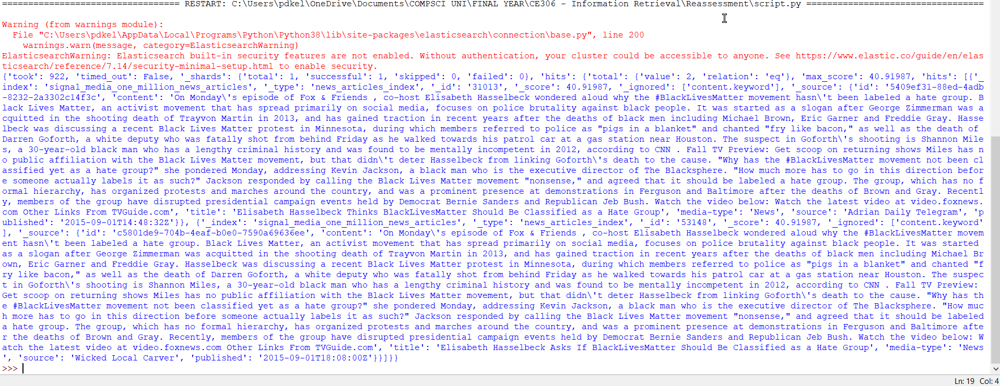 ================================== RESTART: C:\Users\pdkel\OneDrive\Documents\COMPSCI UNI\FINAL YEAR\CE306 - Information Retrieval\Reassessment\script.py ==================================
Warning (from warnings module):
  File "C:\Users\pdkel\AppData\Local\Programs\Python\Python38\lib\site-packages\elasticsearch\connection\base.py", line 200
    warnings.warn(message, category=ElasticsearchWarning)
ElasticsearchWarning: Elasticsearch built-in security features are not enabled. Without authentication, your cluster could be accessible to anyone. See https://www.elastic.co/guide/en/elas
ticsearch/reference/7.14/security-minimal-setup.html to enable security.
{'took': 922, 'timed_out': False, '_shards': {'total': 1, 'successful': 1, 'skipped': 0, 'failed': 0}, 'hits': {'total': {'value': 2, 'relation': 'eq'}, 'max_score': 40.91987, 'hits': [{'_
index': 'signal_media_one_million_news_articles', '_type': 'news_articles_index', '_id': '31013', '_score': 40.91987, '_ignored': ['content.keyword'], '_source': {'id': '5409ef31-88ed-4adb
-8232-2a3302c14f3c', 'content': 'On Monday\'s episode of Fox & Friends , co-host Elisabeth Hasselbeck wondered aloud why the #BlackLivesMatter movement hasn\'t been labeled a hate group. B
lack Lives Matter, an activist movement that has spread primarily on social media, focuses on police brutality against black people. It was started as a slogan after George Zimmerman was a
cquitted in the shooting death of Trayvon Martin in 2013, and has gained traction in recent years after the deaths of black men including Michael Brown, Eric Garner and Freddie Gray. Hasse
lbeck was discussing a recent Black Lives Matter protest in Minnesota, during which members referred to police as "pigs in a blanket" and chanted "fry like bacon," as well as the death of
Darren Goforth, a white deputy who was fatally shot from behind Friday as he walked towards his patrol car at a gas station near Houston. The suspect in Goforth\'s shooting is Shannon Mile
s, a 30-year-old black man who has a lengthy criminal history and was found to be mentally incompetent in 2012, according to CNN . Fall TV Preview: Get scoop on returning shows Miles has n
o public affiliation with the Black Lives Matter movement, but that didn\'t deter Hasselbeck from linking Goforth\'s death to the cause. "Why has the #BlackLivesMatter movement not been cl
assified yet as a hate group?" she pondered Monday, addressing Kevin Jackson, a black man who is the executive director of The Blacksphere. "How much more has to go in this direction befor
e someone actually labels it as such?" Jackson responded by calling the Black Lives Matter movement "nonsense," and agreed that it should be labeled a hate group. The group, which has no f
ormal hierarchy, has organized protests and marches around the country, and was a prominent presence at demonstrations in Ferguson and Baltimore after the deaths of Brown and Gray. Recentl
y, members of the group have disrupted presidential campaign events held by Democrat Bernie Sanders and Republican Jeb Bush. Watch the video below: Watch the latest video at video.foxnews.
com Other Links From TVGuide.com', 'title': 'Elisabeth Hasselbeck Thinks BlackLivesMatter Should Be Classified as a Hate Group', 'media-type': 'News', 'source': 'Adrian Daily Telegram', 'p
ublished': '2015-09-01T14:48:32Z'}}, {'_index': 'signal_media_one_million_news_articles', '_type': 'news_articles_index', '_id': '53148', '_score': 40.91987, '_ignored': ['content.keyword'
], '_source': {'id': 'c5801de9-704b-4eaf-b0e0-7590a69636ee', 'content': 'On Monday\'s episode of Fox & Friends , co-host Elisabeth Hasselbeck wondered aloud why the #BlackLivesMatter movem
ent hasn\'t been labeled a hate group. Black Lives Matter, an activist movement that has spread primarily on social media, focuses on police brutality against black people. It was started
as a slogan after George Zimmerman was acquitted in the shooting death of Trayvon Martin in 2013, and has gained traction in recent years after the deaths of black men including Michael Br
own, Eric Garner and Freddie Gray. Hasselbeck was discussing a recent Black Lives Matter protest in Minnesota, during which members referred to police as "pigs in a blanket" and chanted "f
ry like bacon," as well as the death of Darren Goforth, a white deputy who was fatally shot from behind Friday as he walked towards his patrol car at a gas station near Houston. The suspec
t in Goforth\'s shooting is Shannon Miles, a 30-year-old black man who has a lengthy criminal history and was found to be mentally incompetent in 2012, according to CNN . Fall TV Preview:
Get scoop on returning shows Miles has no public affiliation with the Black Lives Matter movement, but that didn\'t deter Hasselbeck from linking Goforth\'s death to the cause. "Why has th
e #BlackLivesMatter movement not been classified yet as a hate group?" she pondered Monday, addressing Kevin Jackson, a black man who is the executive director of The Blacksphere. "How muc
h more has to go in this direction before someone actually labels it as such?" Jackson responded by calling the Black Lives Matter movement "nonsense," and agreed that it should be labeled
a hate group. The group, which has no formal hierarchy, has organized protests and marches around the country, and was a prominent presence at demonstrations in Ferguson and Baltimore afte
r the deaths of Brown and Gray. Recently, members of the group have disrupted presidential campaign events held by Democrat Bernie Sanders and Republican Jeb Bush. Watch the video below: W
atch the latest video at video.foxnews.com Other Links From TVGuide.com', 'title': 'Elisabeth Hasselbeck Asks If BlackLivesMatter Should Be Classified as a Hate Group', 'media-type': 'News
', 'source': 'Wicked Local Carver', 'published': '2015-09-01T18:08:00Z'}}]}}
>>>
Ln: 19 Col: 4